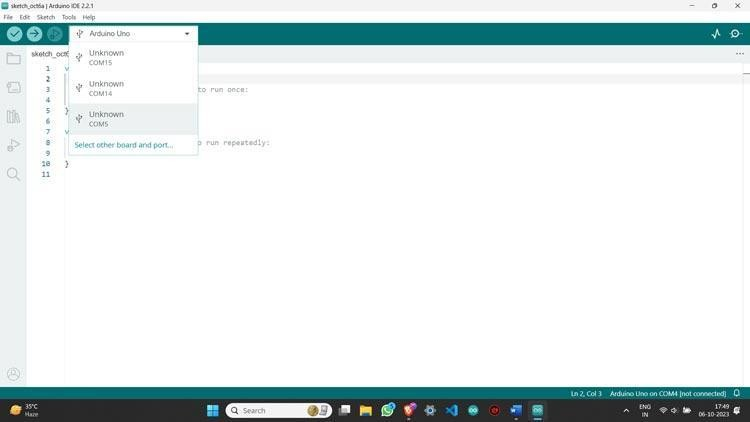 sketch_oct6a | Arduino IDE 2.2.1
File Edit Sketch Tools Help
Arduino Uno
sketch_oct6
Unknown
COM15
Unknown
COM14
Unknown
COM5
Select other board and port...
1 v
2
3 to run once:
4
5 }
6
7 v
8 o run repeatedly:
9
10 }
11
Ln 2, Col 3 Arduino Uno on COM4 [not connected]
35°C
Haze
Search
ENG
IN
17:49
06-10-2023